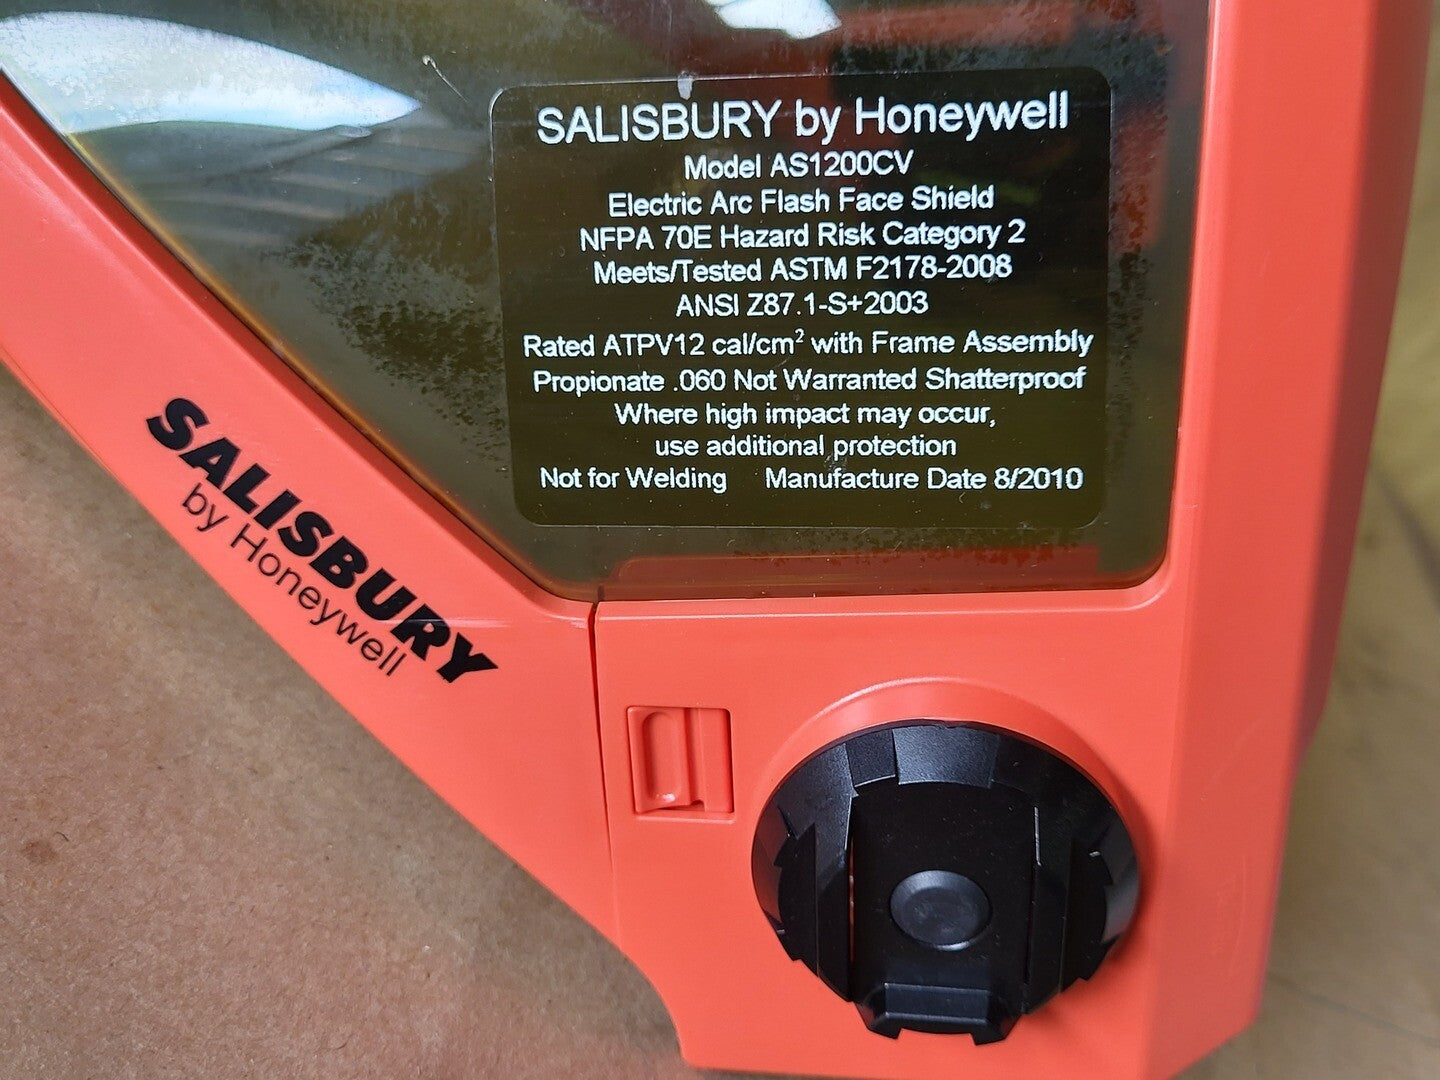 SALISBURY by Honeywell
Model AS1200CV
Electric Arc Flash Face Shield
NFPA 70E Hazard Risk Category 2
Meets/Tested ASTM F2178-2008
ANSI Z87.1-S+2003
Rated ATPV12 cal/cm² with Frame Assembly
Propionate .060 Not Warranted Shatterproof
Where high impact may occur,
use additional protection
Not for Welding Manufacture Date 8/2010
SALISBURY
by Honeywell